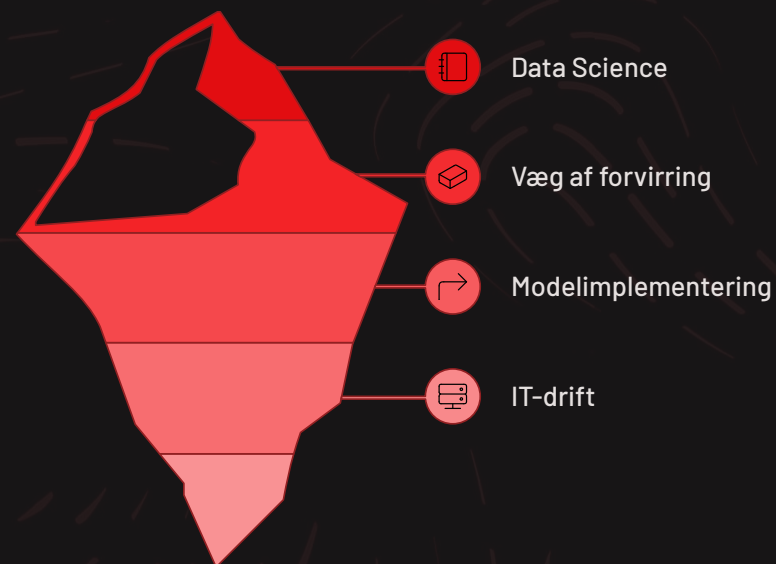 Data Science
Væg af forvirring
Modelimplementering
IT-drift